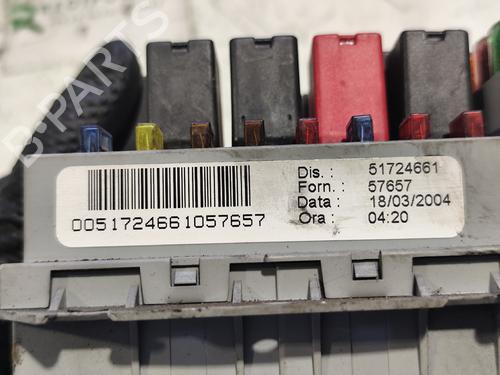 B-PARTS
0051724661057657
Dis. : 51724661
Forn. : 57657
Data : 18/03/2004
Ora : 04:20